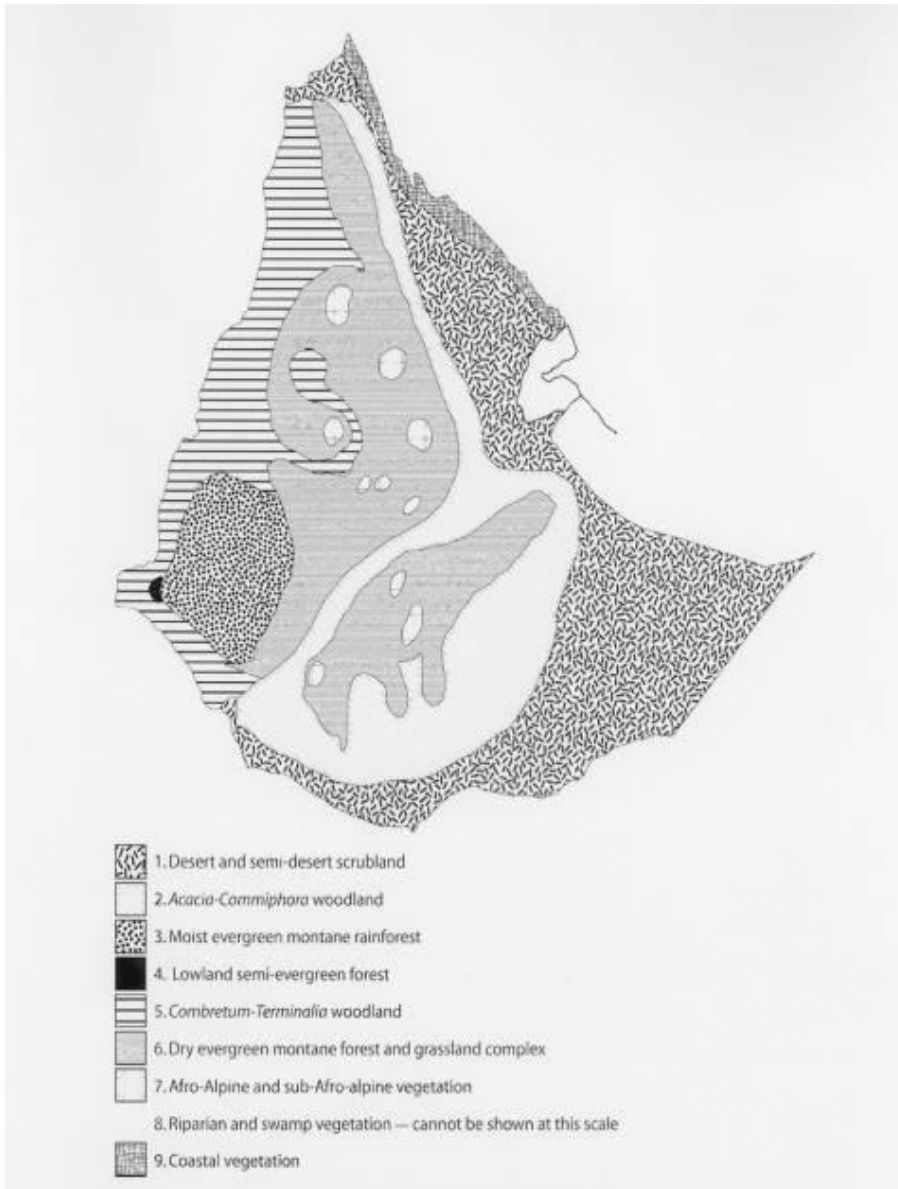 1. Desert and semi-desert scrubland
2. Acacia-Commiphora woodland
3. Moist evergreen montane rainforest
4. Lowland semi-evergreen forest
5. Combretum-Terminalia woodland
6. Dry evergreen montane forest and grassland complex
7. Afro-Alpine and sub-Afro-alpine vegetation
8. Riparian and swamp vegetation — cannot be shown at this scale
9. Coastal vegetation